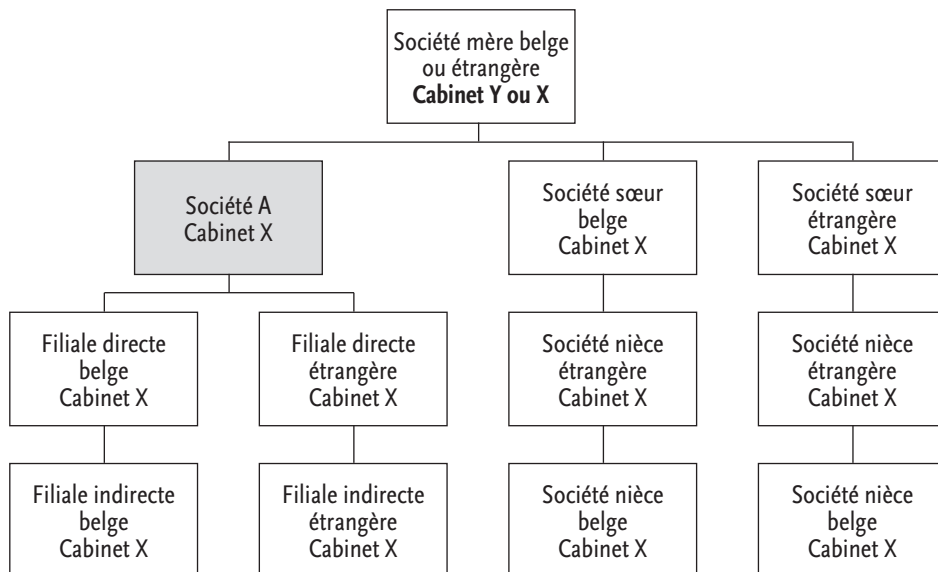 Société mère belge
ou étrangère
Cabinet Y ou X
Société A
Cabinet X
Société sœur
belge
Cabinet X
Société sœur
étrangère
Cabinet X
Filiale directe
belge
Cabinet X
Filiale directe
étrangère
Cabinet X
Société nièce
étrangère
Cabinet X
Société nièce
étrangère
Cabinet X
Filiale indirecte
belge
Cabinet X
Filiale indirecte
étrangère
Cabinet X
Société nièce
belge
Cabinet X
Société nièce
belge
Cabinet X